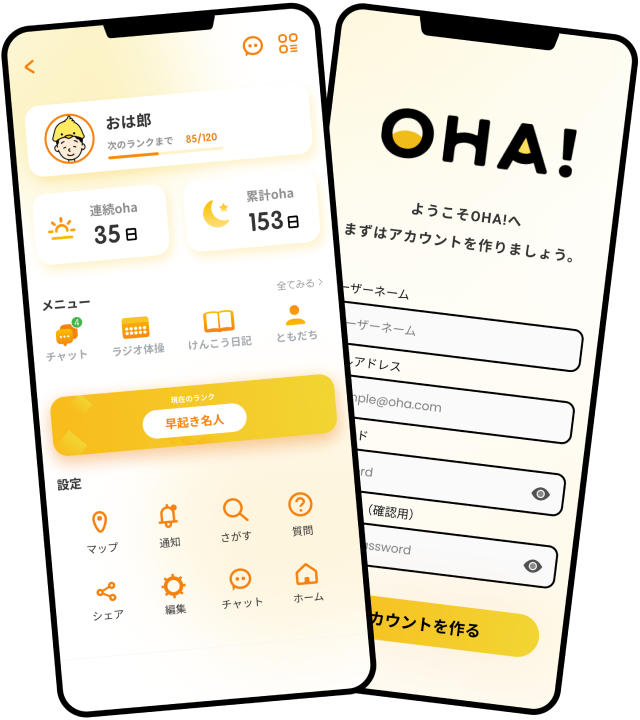 おは郎
次のランクまで 85/120
連続oha
35日
累計oha
153日
メニュー
全てみる
4
チャット
ラジオ体操
けんこう日記
ともだち
現在のランク
早起き名人
設定
マップ
通知
さがす
質問
シェア
編集
チャット
ホーム
OHA!
ようこそOHA!へ
まずはアカウントを作りましょう。
ーザーネーム
ーザーネーム
ルアドレス
mple@oha.com
ド
rd
(確認用)
assword
カウントを作る